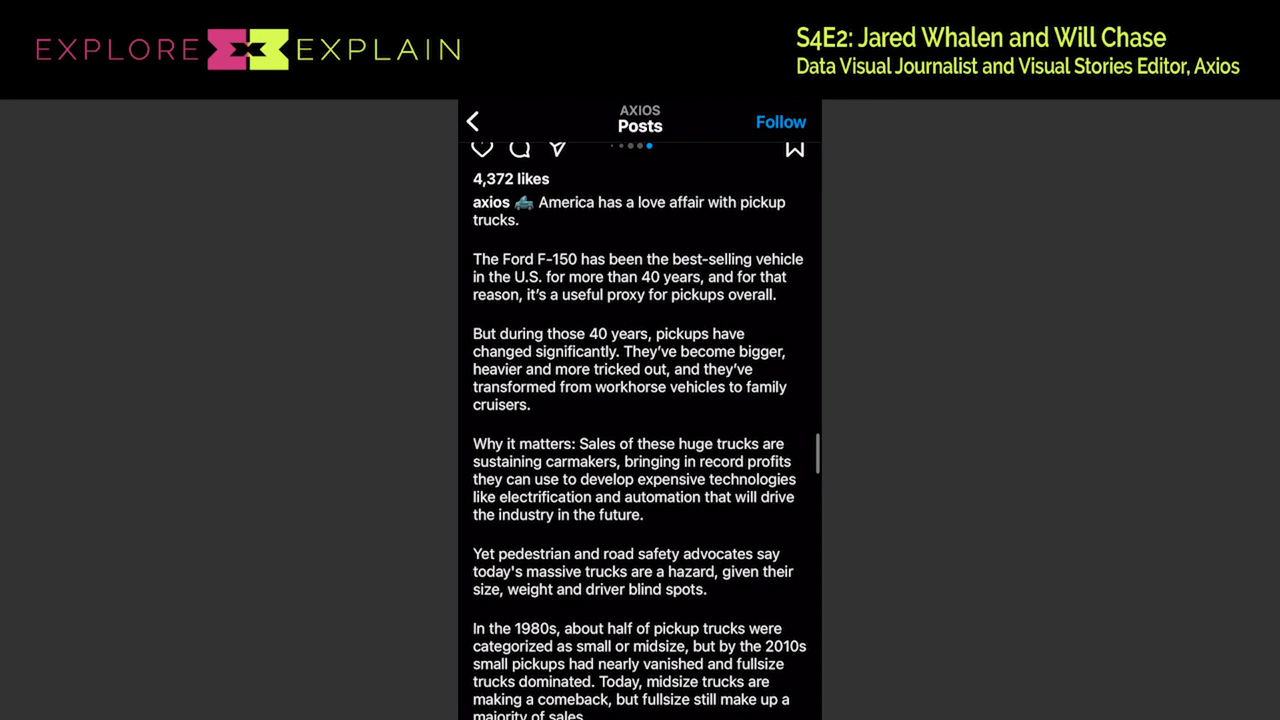 EXPLORE EXPLAIN
S4E2: Jared Whalen and Will Chase
Data Visual Journalist and Visual Stories Editor, Axios
AXIOS
Posts
Follow
4,372 likes
axios 🛻 America has a love affair with pickup
trucks.
The Ford F-150 has been the best-selling vehicle
in the U.S. for more than 40 years, and for that
reason, it’s a useful proxy for pickups overall.
But during those 40 years, pickups have
changed significantly. They’ve become bigger,
heavier and more tricked out, and they’ve
transformed from workhorse vehicles to family
cruisers.
Why it matters: Sales of these huge trucks are
sustaining carmakers, bringing in record profits
they can use to develop expensive technologies
like electrification and automation that will drive
the industry in the future.
Yet pedestrian and road safety advocates say
today's massive trucks are a hazard, given their
size, weight and driver blind spots.
In the 1980s, about half of pickup trucks were
categorized as small or midsize, but by the 2010s
small pickups had nearly vanished and fullsize
trucks dominated. Today, midsize trucks are
making a comeback, but fullsize still make up a
majority of sales.